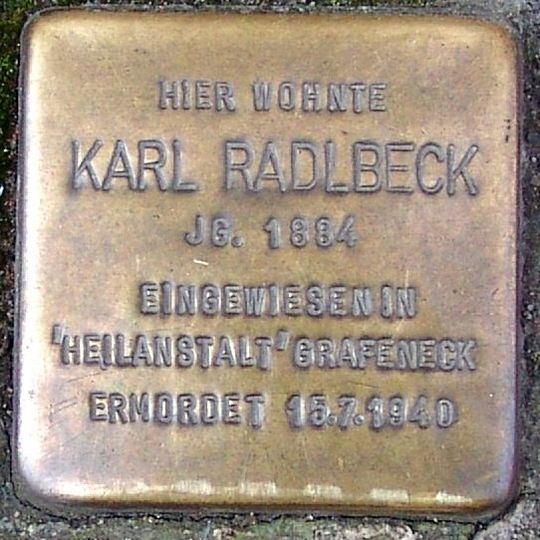 HIER WOHNTE
KARL RADLBECK
JG. 1884
EINGEWIESEN IN
'HEILANSTALT' GRAFENECK
ERMORDET 15.7.1940